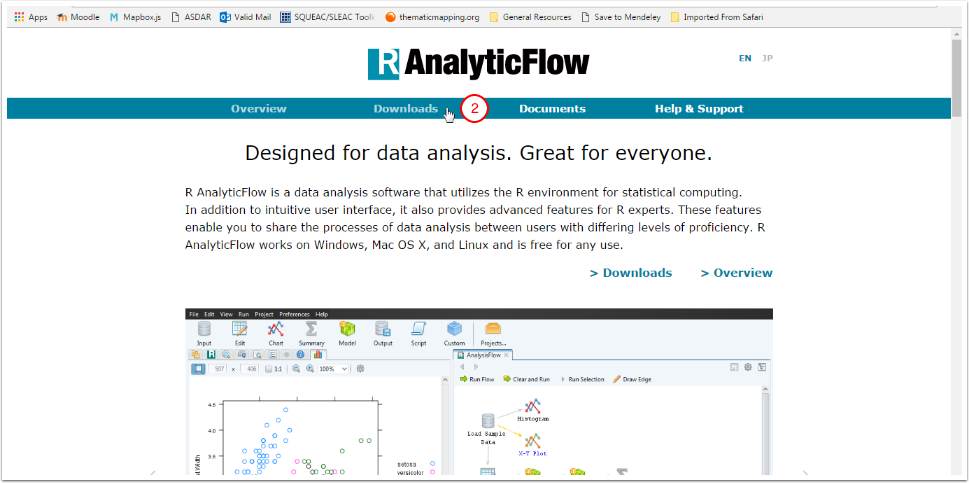 Apps Moodle Mapbox.js ASDAR Valid Mail SQUEAC/SLEAC Toolk thematicmapping.org General Resources Save to Mendeley Imported From Safari
R AnalyticFlow
EN JP
Overview Downloads 2 Documents Help & Support
Designed for data analysis. Great for everyone.
R AnalyticFlow is a data analysis software that utilizes the R environment for statistical computing.
In addition to intuitive user interface, it also provides advanced features for R experts. These features
enable you to share the processes of data analysis between users with differing levels of proficiency. R
AnalyticFlow works on Windows, Mac OS X, and Linux and is free for any use.
> Downloads > Overview
File Edit View Run Project Preferences Help
Input Edit Chart Summary Model Output Script Custom Projects...
AnalysisFlow
507 x 406 1:1 100%
Run Flow Clear and Run Run Selection Draw Edge
4.5
4.0
3.5
Histogram
Load Sample
Data
X-Y Plot
setosa
versicolor